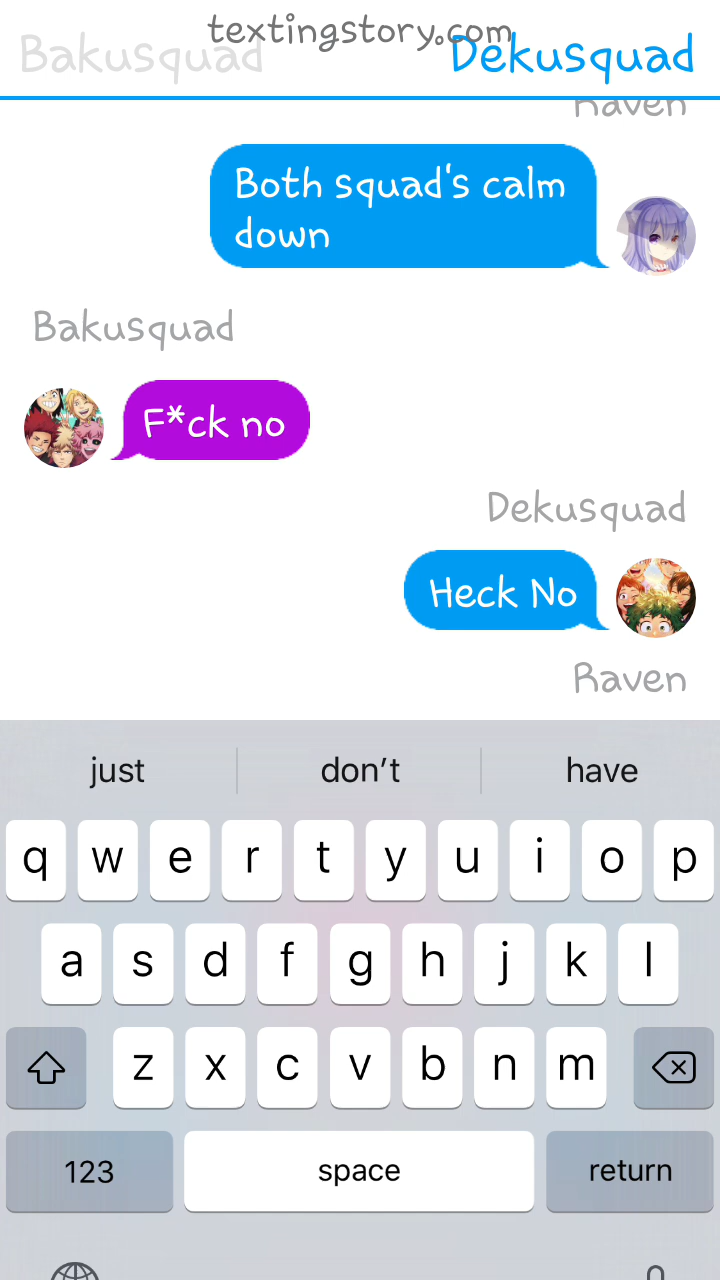 textingstory.com
Bakusquad
Dekusquad
Raven
Both squad's calm
down
Bakusquad
F*ck no
Dekusquad
Heck No
Raven
just don't have
q w e r t y u i o p
a s d f g h j k l
z x c v b n m
123 space return